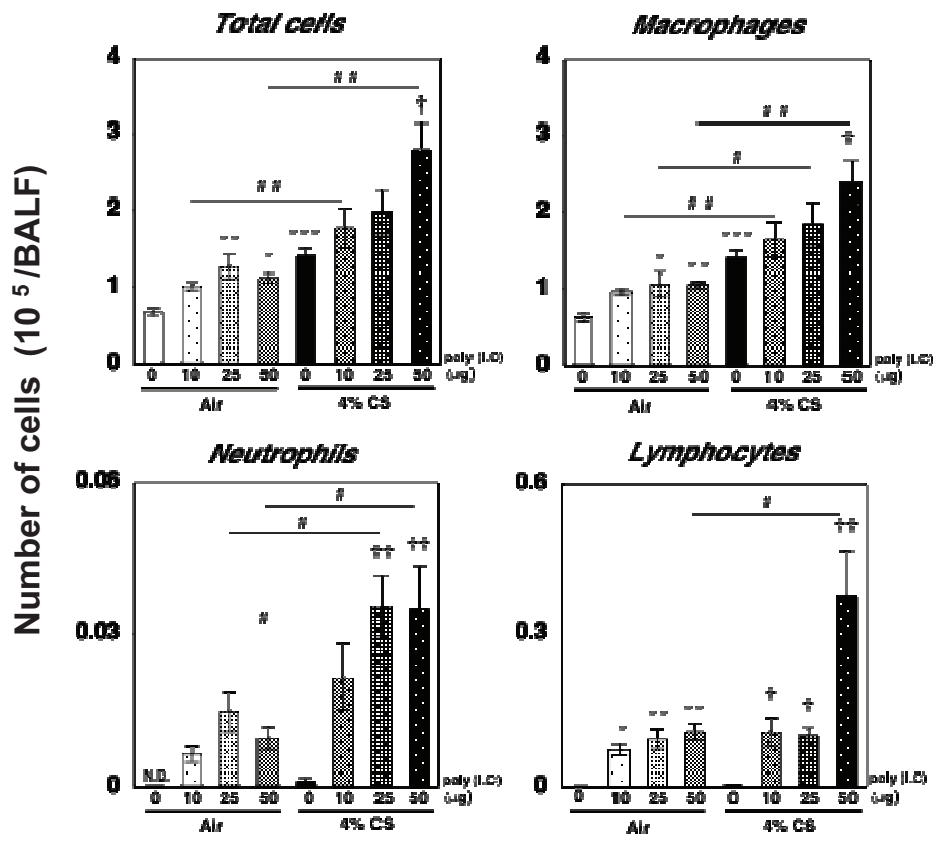 Number of cells (10 5 /BALF)
Total cells
4
3
2
1
0
# #
# #
†
**
*
***
poly (I.C)
0 10 25 50 0 10 25 50 (μg)
Air 4% CS
Macrophages
4
3
2
1
0
# #
#
# #
†
*
**
***
poly (I.C)
0 10 25 50 0 10 25 50 (μg)
Air 4% CS
Neutrophils
0.06
0.03
0
#
#
†† ††
#
N.D.
poly (I.C)
0 10 25 50 0 10 25 50 (μg)
Air 4% CS
Lymphocytes
0.6
0.3
0
#
††
* ** ** † †
poly (I.C)
0 10 25 50 0 10 25 50 (μg)
Air 4% CS